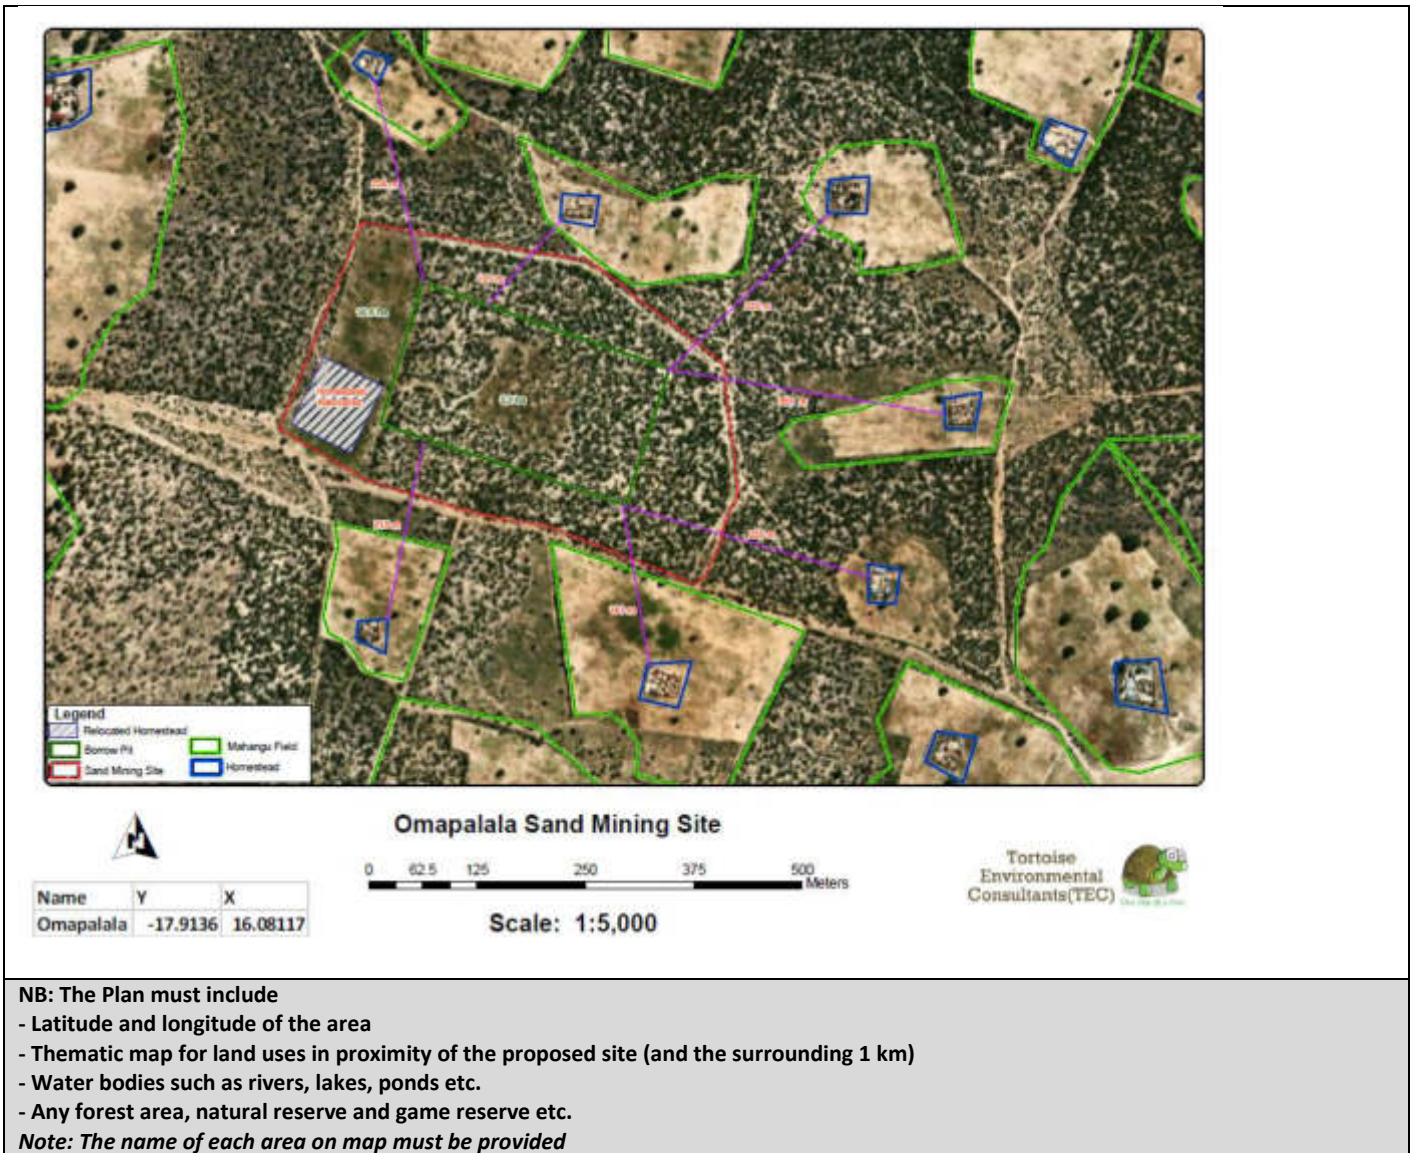 Legend
Relocated Homestead
Borrow Pit
Mahangu Field
Sand Mining Site
Homestead
Omapalala Sand Mining Site
0 62.5 125 250 375 500
Meters
Scale: 1:5,000
Name Y X
Omapalala -17.9136 16.08117
Tortoise
Environmental
Consultants(TEC)
NB: The Plan must include
- Latitude and longitude of the area
- Thematic map for land uses in proximity of the proposed site (and the surrounding 1 km)
- Water bodies such as rivers, lakes, ponds etc.
- Any forest area, natural reserve and game reserve etc.
Note: The name of each area on map must be provided